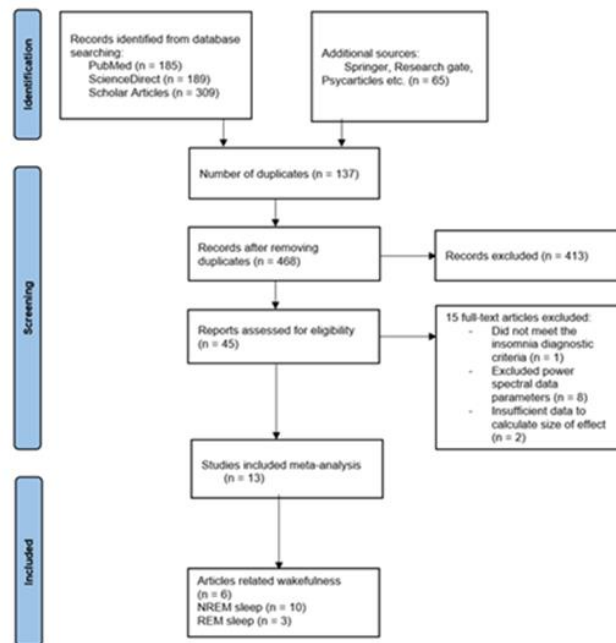 Identification
Records identified from database
searching:
PubMed (n = 185)
ScienceDirect (n = 189)
Scholar Articles (n = 309)
Additional sources:
Springer, Research gate,
Psycarticles etc. (n = 65)
Screening
Number of duplicates (n = 137)
Records after removing
duplicates (n = 468)
Records excluded (n = 413)
Reports assessed for eligibility
(n = 45)
15 full-text articles excluded:
- Did not meet the
insomnia diagnostic
criteria (n = 1)
- Excluded power
spectral data
parameters (n = 8)
- Insufficient data to
calculate size of effect
(n = 2)
Studies included meta-analysis
(n = 13)
Included
Articles related wakefulness
(n = 6)
NREM sleep (n = 10)
REM sleep (n = 3)